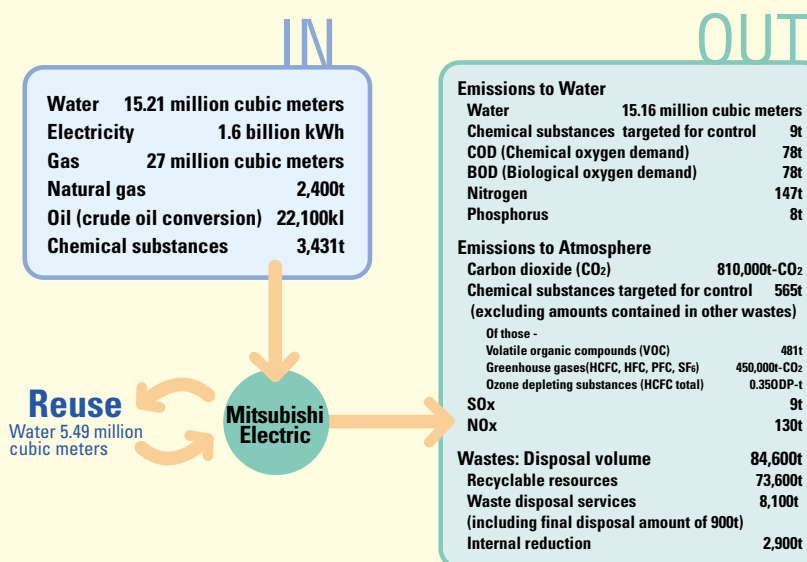 IN
Water 15.21 million cubic meters
Electricity 1.6 billion kWh
Gas 27 million cubic meters
Natural gas 2,400t
Oil (crude oil conversion) 22,100kl
Chemical substances 3,431t
Reuse
Water 5.49 million
cubic meters
Mitsubishi
Electric
OUT
Emissions to Water
Water 15.16 million cubic meters
Chemical substances targeted for control 9t
COD (Chemical oxygen demand) 78t
BOD (Biological oxygen demand) 78t
Nitrogen 147t
Phosphorus 8t
Emissions to Atmosphere
Carbon dioxide (CO₂) 810,000t-CO₂
Chemical substances targeted for control 565t
(excluding amounts contained in other wastes)
Of those -
Volatile organic compounds (VOC) 481t
Greenhouse gases(HCFC, HFC, PFC, SF₆) 450,000t-CO₂
Ozone depleting substances (HCFC total) 0.35ODP-t
SOx 9t
NOx 130t
Wastes: Disposal volume 84,600t
Recyclable resources 73,600t
Waste disposal services 8,100t
(including final disposal amount of 900t)
Internal reduction 2,900t